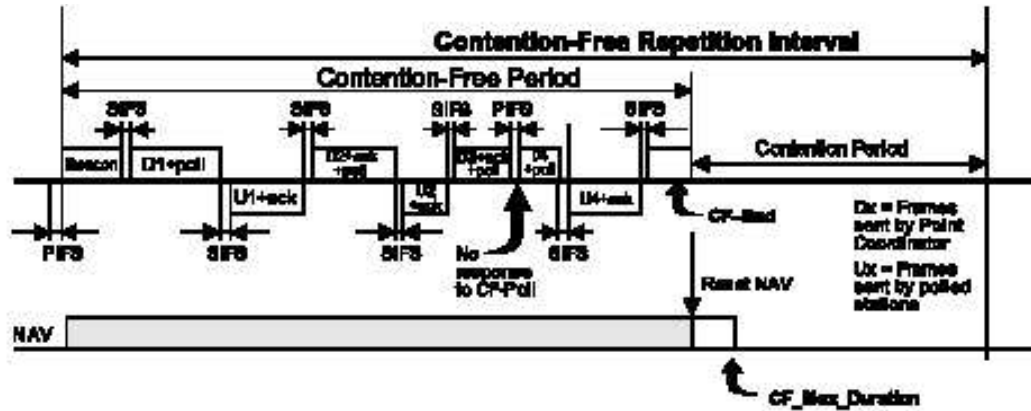 Contention-Free Repetition Interval
Contention-Free Period
SIFS
SIFS
SIFS
PIFS
SIFS
Contention Period
Beacon
D1+poll
D2+ack
+poll
D3+ack
+poll
D4
+poll
U1+ack
U2
+ack
U4+ack
CF-End
PIFS
SIFS
SIFS
No
response
to CF-Poll
SIFS
Reset NAV
Dx = Frames
sent by Point
Coordinator
Ux = Frames
sent by polled
stations
NAV
CF_Max_Duration